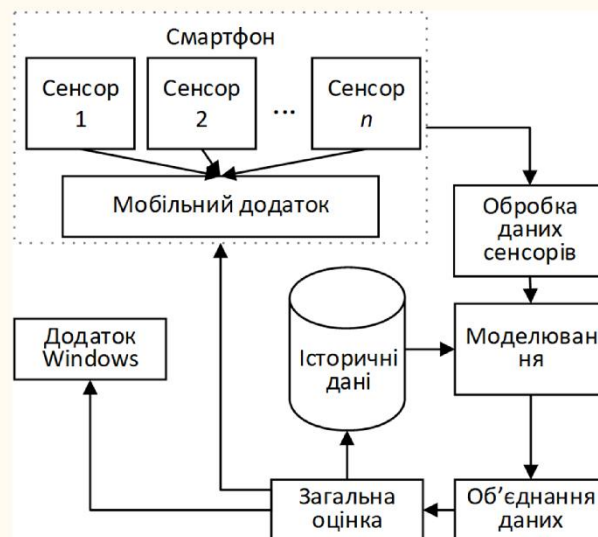 Смартфон
Сенсор
1
Сенсор
2
...
Сенсор
n
Мобільний додаток
Обробка
даних
сенсорів
Додаток
Windows
Історичні
дані
Моделюван
ня
Загальна
оцінка
Об’єднання
даних